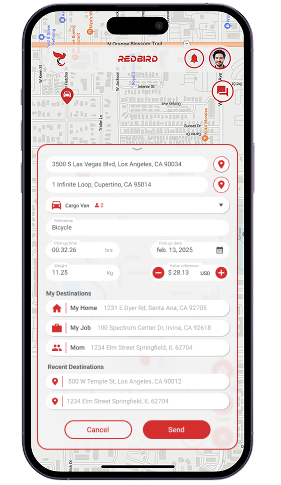 N Orange Blossom Trail
REDBIRD
3500 S Las Vegas Blvd, Los Angeles, CA 90034
1 Infinite Loop, Cupertino, CA 95014
Cargo Van 2
Reference
Bicycle
Pick up time
00:32:26 hrs
Pick up date
feb. 13, 2025
Weight
11.25 Kg
$ 28.13 USD
My Destinations
My Home 1231 E Dyer Rd, Santa Ana, CA 92705
My Job 100 Spectrum Center Dr, Irvine, CA 92618
Mom 1234 Elm Street Springfield, IL 62704
Recent Destinations
500 W Temple St, Los Angeles, CA 90012
1234 Elm Street Springfield, IL 62704
Cancel
Send